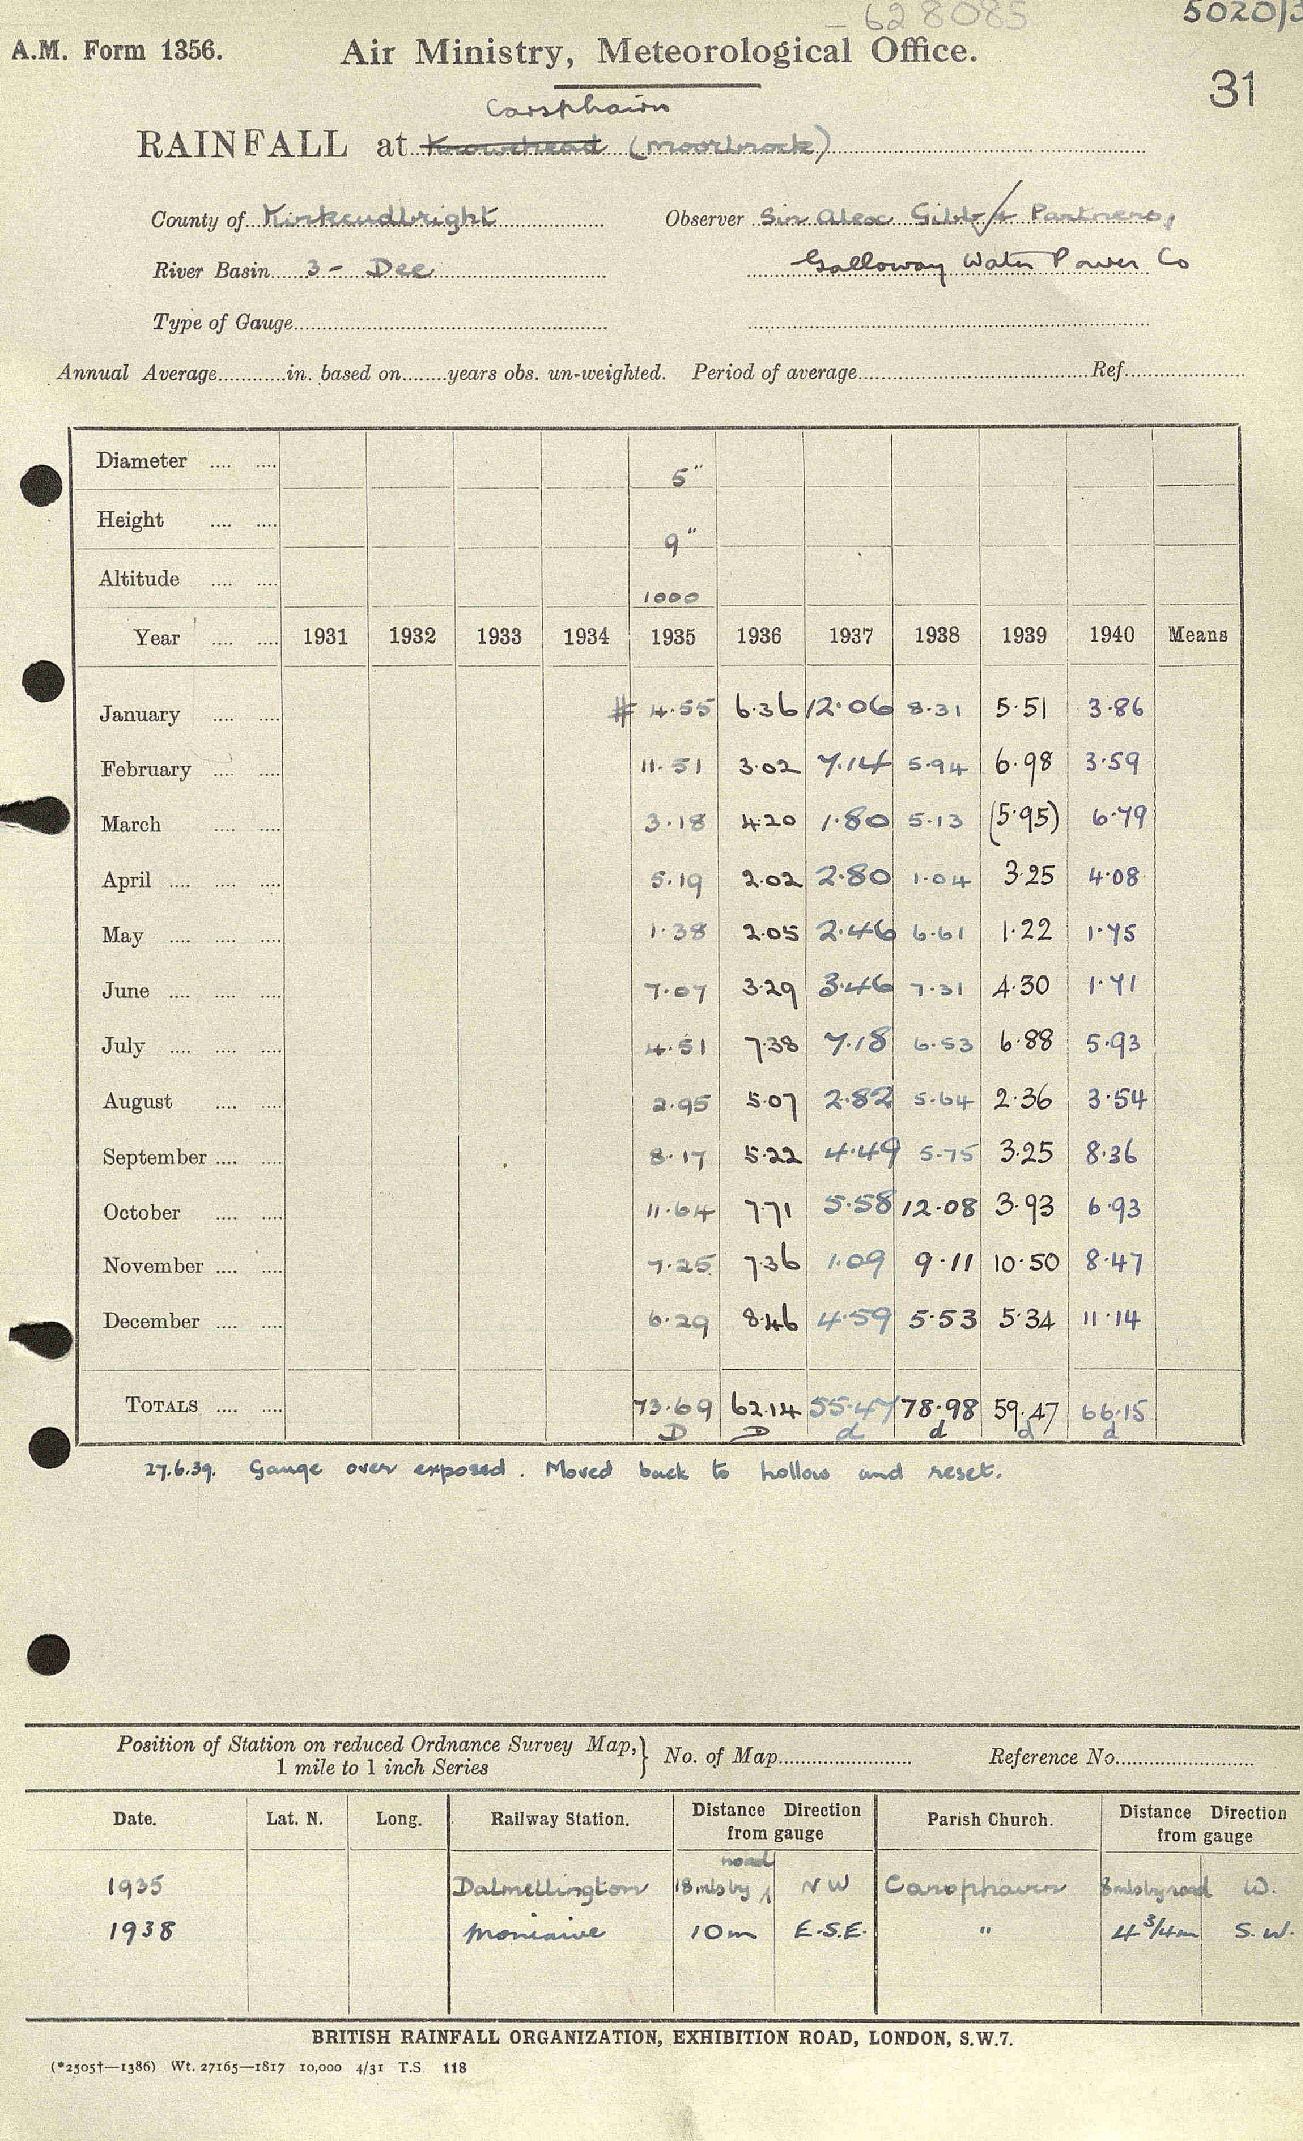 628085
5020/3
A.M. Form 1356.
Air Ministry, Meteorological Office.
31
Carsphairn
RAINFALL at Knowehead (Moorbrock)
County of Kirkcudbright Observer Sir Alex Gibb & Partners,
River Basin 3 - Dee Galloway Water Power Co
Type of Gauge
Annual Average in. based on years obs. un-weighted. Period of average Ref
Diameter 5"
Height 9"
Altitude 1000
Year 1931 1932 1933 1934 1935 1936 1937 1938 1939 1940 Means
January # 4.55 6.36 12.06 8.31 5.51 3.86
February 11.51 3.02 7.14 5.94 6.98 3.59
March 3.18 4.20 1.80 5.13 (5.95) 6.79
April 5.19 2.02 2.80 1.04 3.25 4.08
May 1.38 2.05 2.46 6.61 1.22 1.75
June 7.07 3.29 3.46 7.31 4.30 1.71
July 4.51 7.38 7.18 6.53 6.88 5.93
August 2.95 5.07 2.82 5.64 2.36 3.54
September 8.17 5.22 4.49 5.75 3.25 8.36
October 11.64 7.71 5.58 12.08 3.93 6.93
November 7.25 7.36 1.09 9.11 10.50 8.47
December 6.29 8.46 4.59 5.53 5.34 11.14
TOTALS 73.69 62.14 55.47 78.98 59.47 66.15
D D d d d d
27.6.39. Gauge over exposed. Moved back to hollow and reset.
Position of Station on reduced Ordnance Survey Map, } No. of Map Reference No.
1 mile to 1 inch Series
Date. Lat. N. Long. Railway Station. Distance Direction from gauge Parish Church. Distance Direction from gauge
road
1935 Dalmellington 18 mls by NW Carsphairn 8 mls by road W.
1938 Moniaive 10m E.S.E. " 4 3/4m S.W.
BRITISH RAINFALL ORGANIZATION, EXHIBITION ROAD, LONDON, S.W.7.
(*2505†—1386) Wt. 27165—1817 10,000 4/31 T.S. 118